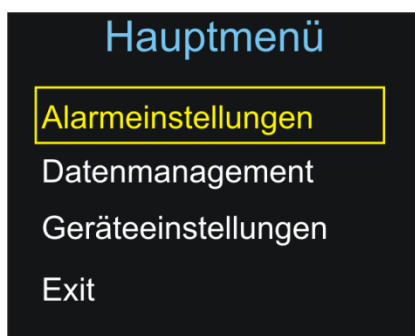 Hauptmenü
Alarmeinstellungen
Datenmanagement
Geräteeinstellungen
Exit